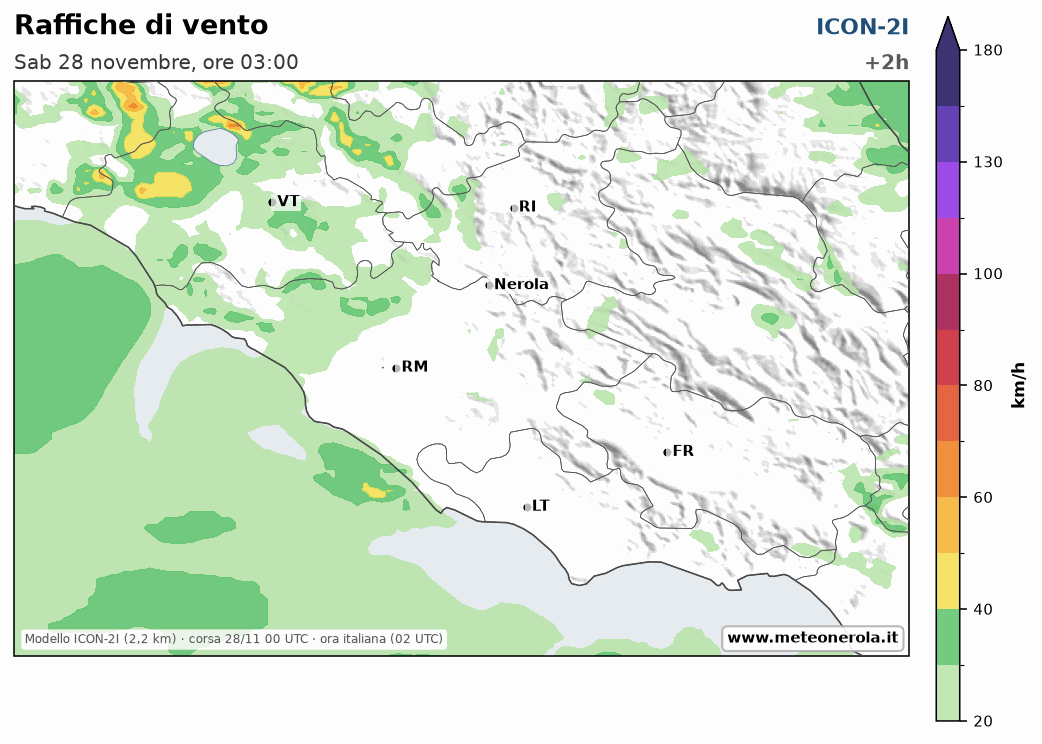 Raffiche di vento
ICON-2I
Sab 28 novembre, ore 03:00
+2h
180
130
100
80
60
40
20
km/h
VT
RI
Nerola
RM
FR
LT
Modello ICON-2I (2,2 km) · corsa 28/11 00 UTC · ora italiana (02 UTC)
www.meteonerola.it